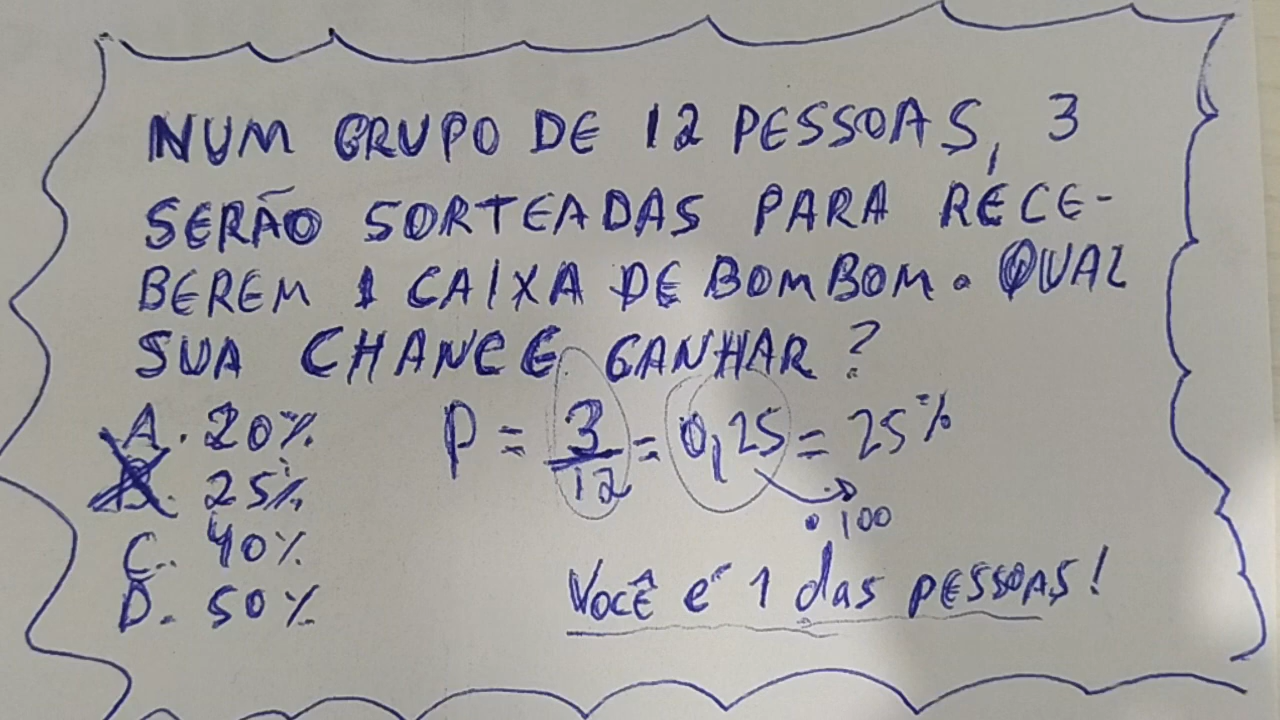 NUM GRUPO DE 12 PESSOAS, 3
SERÃO SORTEADAS PARA RECE-
BEREM 1 CAIXA DE BOMBOM. QUAL
SUA CHANCE GANHAR?
A. 20%
P = 3/12 = 0,25 = 25%
B. 25%
. 100
C. 40%
D. 50%
Você é 1 das PESSOAS!